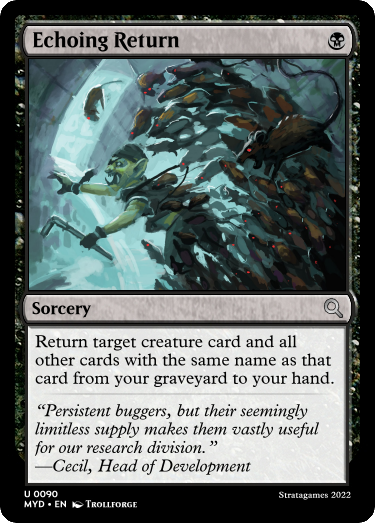 Echoing Return
Sorcery
Return target creature card and all
other cards with the same name as that
card from your graveyard to your hand.
“Persistent buggers, but their seemingly
limitless supply makes them vastly useful
for our research division.”
—Cecil, Head of Development
U 0090
MYD • EN Trollforge
Stratagames 2022